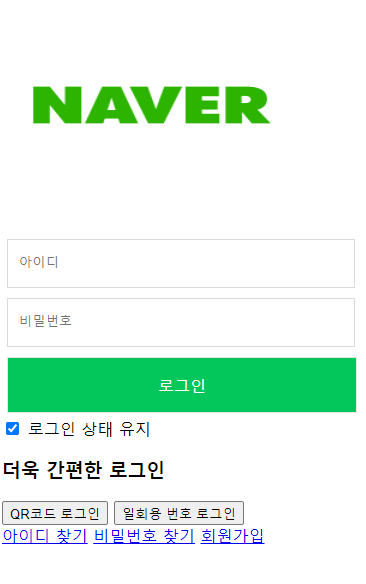 NAVER
아이디
비밀번호
로그인
로그인 상태 유지
더욱 간편한 로그인
QR코드 로그인 일회용 번호 로그인
아이디 찾기 비밀번호 찾기 회원가입